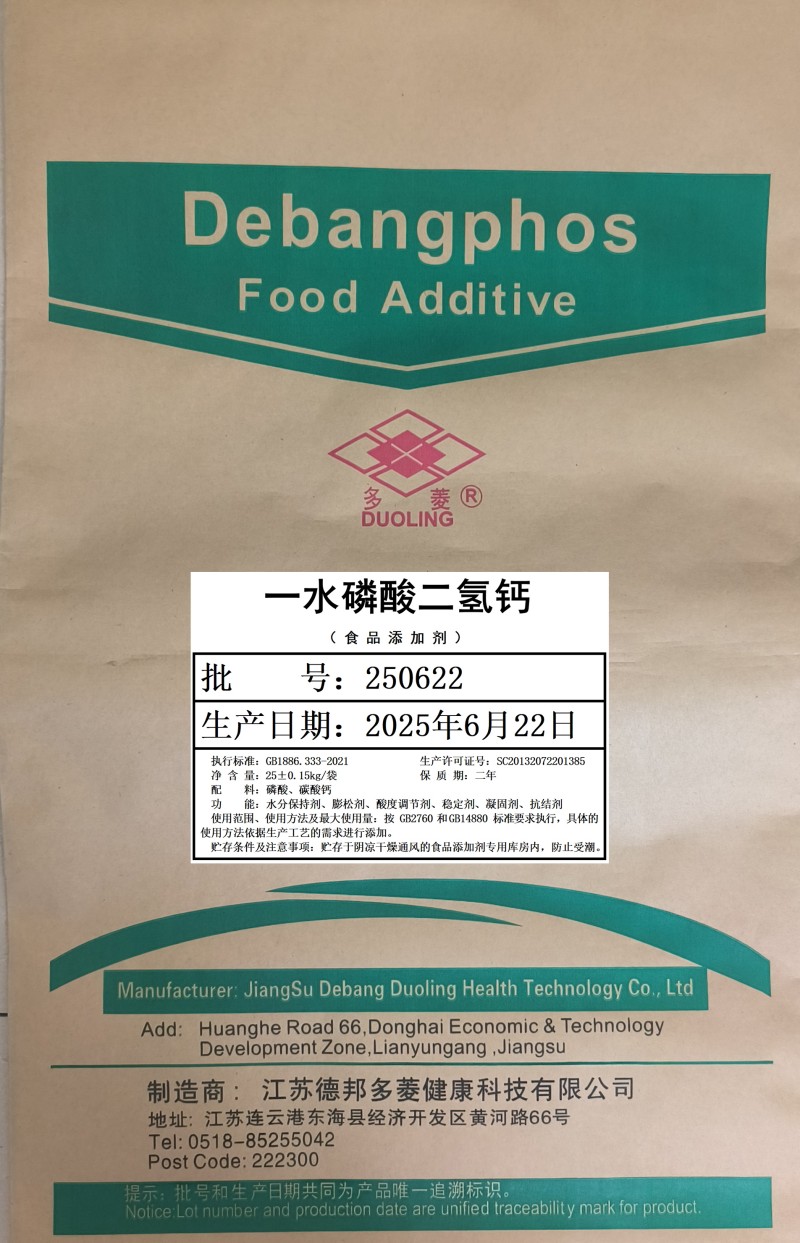 Debangphos
Food Additive
多菱®
DUOLING
一水磷酸二氢钙
（食品添加剂）
批 号：250622
生产日期：2025年6月22日
执行标准：GB1886.333-2021 生产许可证号：SC20132072201385
净 含 量：25±0.15kg/袋 保 质 期：二年
配 料：磷酸、碳酸钙
功 能：水分保持剂、膨松剂、酸度调节剂、稳定剂、凝固剂、抗结剂
使用范围、使用方法及最大使用量：按 GB2760 和GB14880 标准要求执行，具体的
使用方法依据生产工艺的需求进行添加。
贮存条件及注意事项：贮存于阴凉干燥通风的食品添加剂专用库房内，防止受潮。
Manufacturer: JiangSu Debang Duoling Health Technology Co., Ltd
Add: Huanghe Road 66,Donghai Economic & Technology
Development Zone,Lianyungang ,Jiangsu
制造商：江苏德邦多菱健康科技有限公司
地址：江苏连云港东海县经济开发区黄河路66号
Tel: 0518-85255042
Post Code: 222300
提示：批号和生产日期共同为产品唯一追溯标识。
Notice:Lot number and production date are unified traceability mark for product.